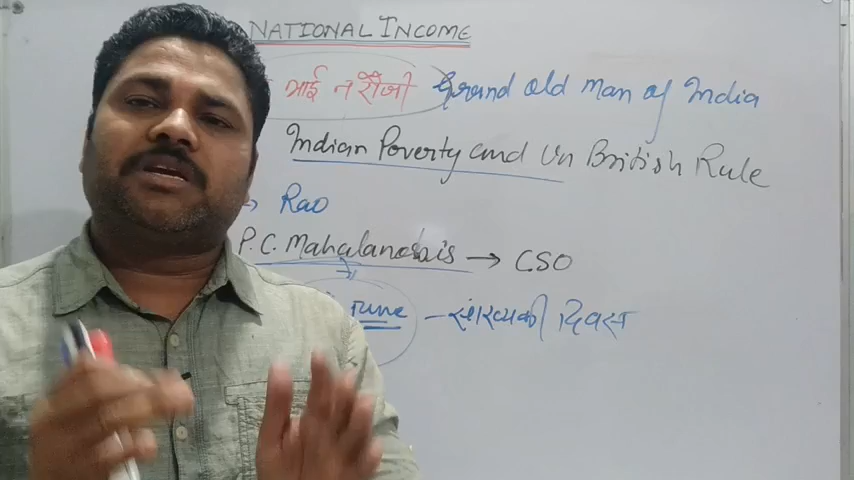 NATIONAL INCOME
भाई नौरोजी Grand old man of India
Indian Poverty and Un British Rule
Rao
P.C. Mahalanobis → CSO
June - सांख्यकी दिवस